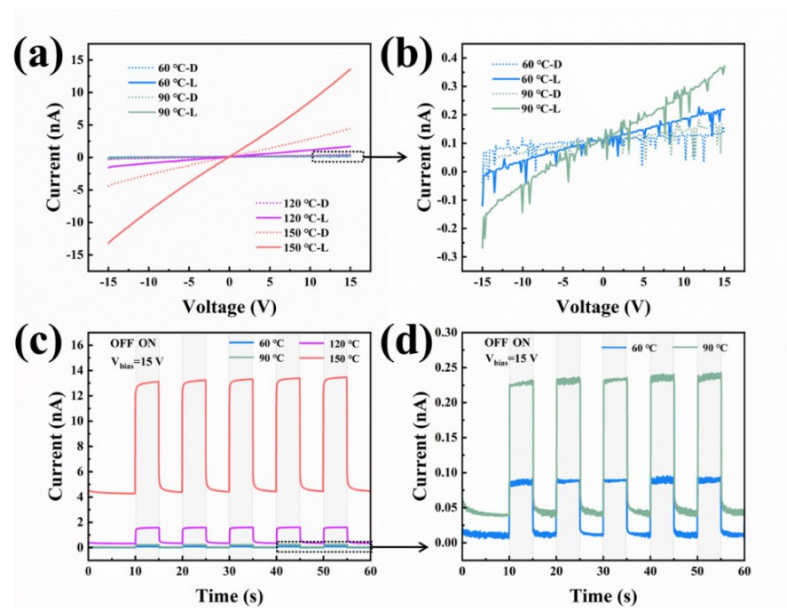 (a)
15
10
5
0
-5
-10
-15
Current (nA)
60 ℃-D
60 ℃-L
90 ℃-D
90 ℃-L
120 ℃-D
120 ℃-L
150 ℃-D
150 ℃-L
-15 -10 -5 0 5 10 15
Voltage (V)
(b)
0.4
0.3
0.2
0.1
0.0
-0.1
-0.2
-0.3
Current (nA)
60 ℃-D
60 ℃-L
90 ℃-D
90 ℃-L
-15 -10 -5 0 5 10 15
Voltage (V)
(c)
16
14
12
10
8
6
4
2
0
Current (nA)
OFF ON
Vbias=15 V
60 ℃ 120 ℃
90 ℃ 150 ℃
0 10 20 30 40 50 60
Time (s)
(d)
0.30
0.25
0.20
0.15
0.10
0.05
0.00
Current (nA)
OFF ON
Vbias=15 V
60 ℃ 90 ℃
0 10 20 30 40 50 60
Time (s)